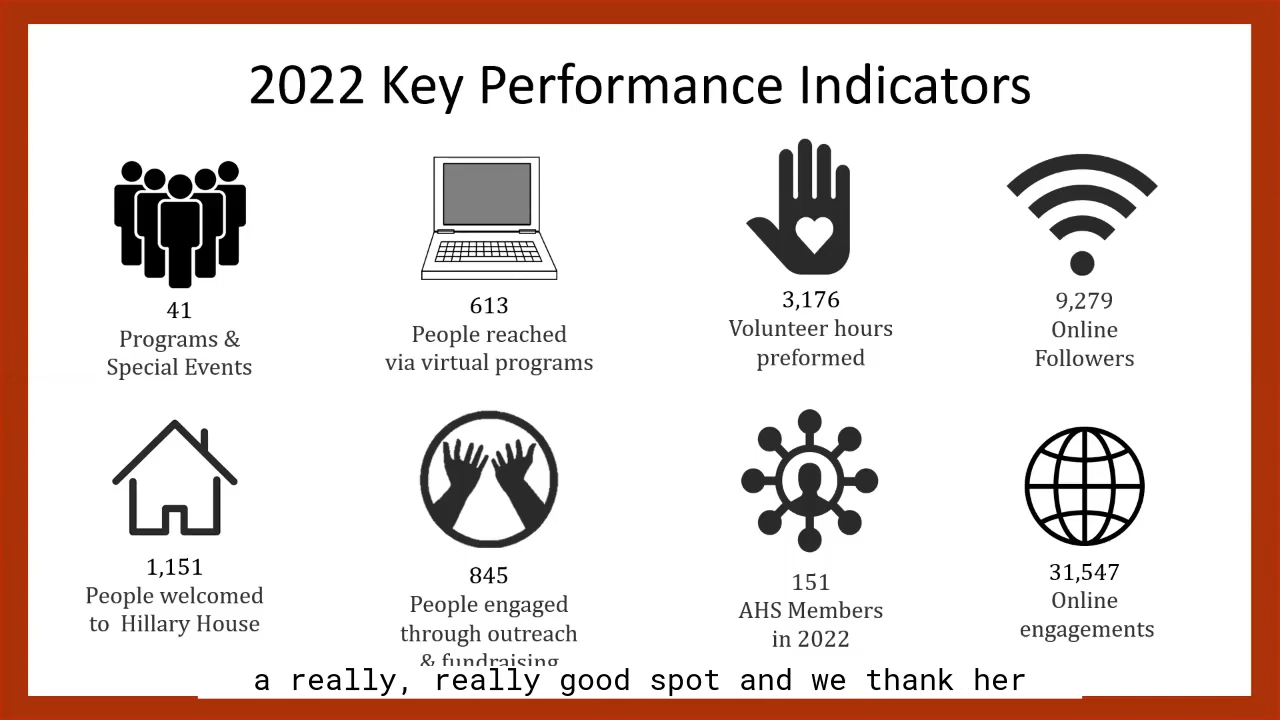 2022 Key Performance Indicators
41
Programs &
Special Events
613
People reached
via virtual programs
3,176
Volunteer hours
preformed
9,279
Online
Followers
1,151
People welcomed
to Hillary House
845
People engaged
through outreach
& fundraising
151
AHS Members
in 2022
31,547
Online
engagements
a really, really good spot and we thank her